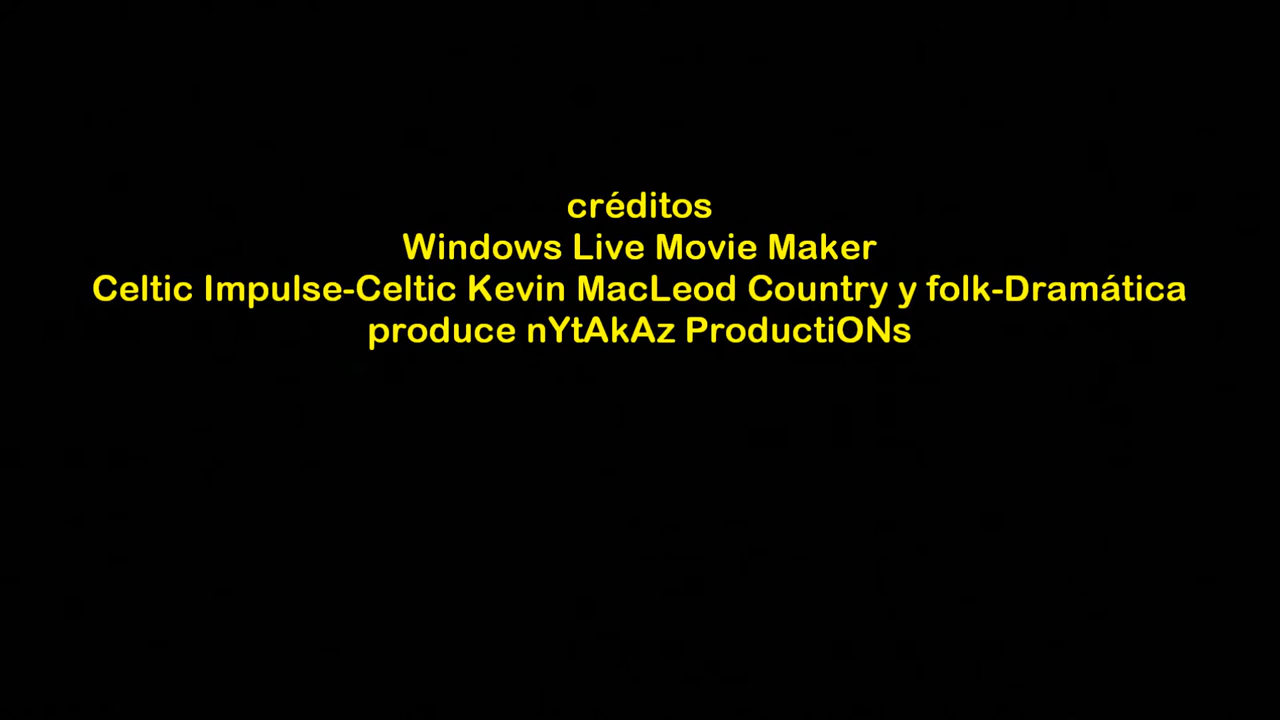 créditos
Windows Live Movie Maker
Celtic Impulse-Celtic Kevin MacLeod Country y folk-Dramática
produce nYtAkAz ProductiONs